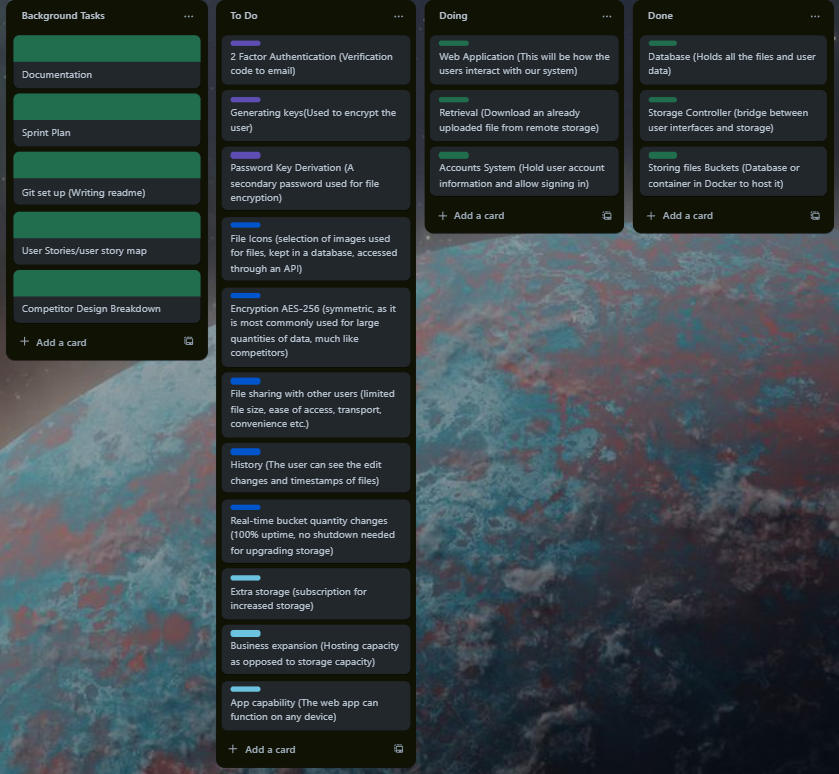 Background Tasks
Documentation
Sprint Plan
Git set up (Writing readme)
User Stories/user story map
Competitor Design Breakdown
Add a card
To Do
2 Factor Authentication (Verification
code to email)
Generating keys(Used to encrypt the
user)
Password Key Derivation (A
secondary password used for file
encryption)
File Icons (selection of images used
for files, kept in a database, accessed
through an API)
Encryption AES-256 (symmetric, as it
is most commonly used for large
quantities of data, much like
competitors)
File sharing with other users (limited
file size, ease of access, transport,
convenience etc.)
History (The user can see the edit
changes and timestamps of files)
Real-time bucket quantity changes
(100% uptime, no shutdown needed
for upgrading storage)
Extra storage (subscription for
increased storage)
Business expansion (Hosting capacity
as opposed to storage capacity)
App capability (The web app can
function on any device)
Add a card
Doing
Web Application (This will be how the
users interact with our system)
Retrieval (Download an already
uploaded file from remote storage)
Accounts System (Hold user account
information and allow signing in)
Add a card
Done
Database (Holds all the files and user
data)
Storage Controller (bridge between
user interfaces and storage)
Storing files Buckets (Database or
container in Docker to host it)
Add a card